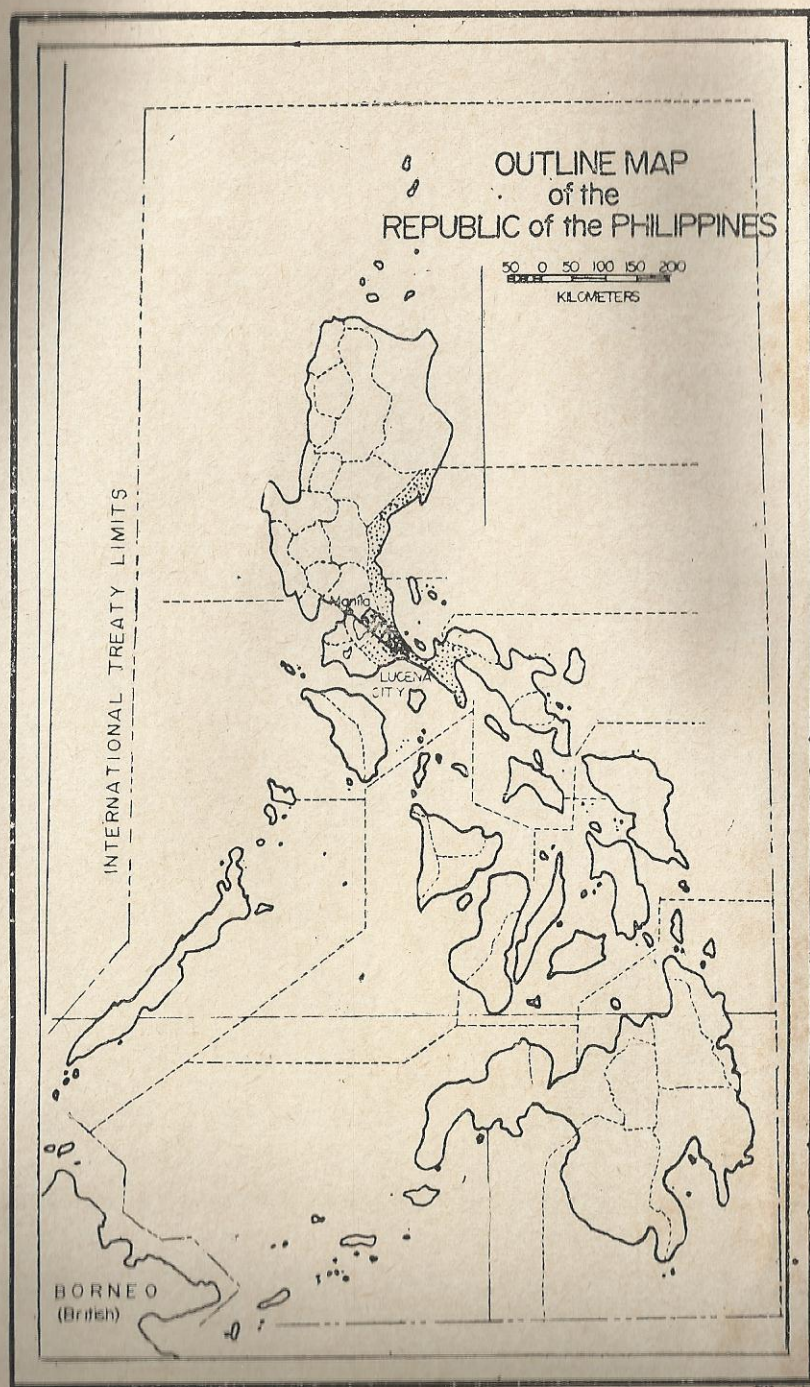 OUTLINE MAP
of the
REPUBLIC of the PHILIPPINES
50 0 50 100 150 200
KILOMETERS
INTERNATIONAL TREATY LIMITS
Manila
LUCENA
CITY
BORNEO
(British)